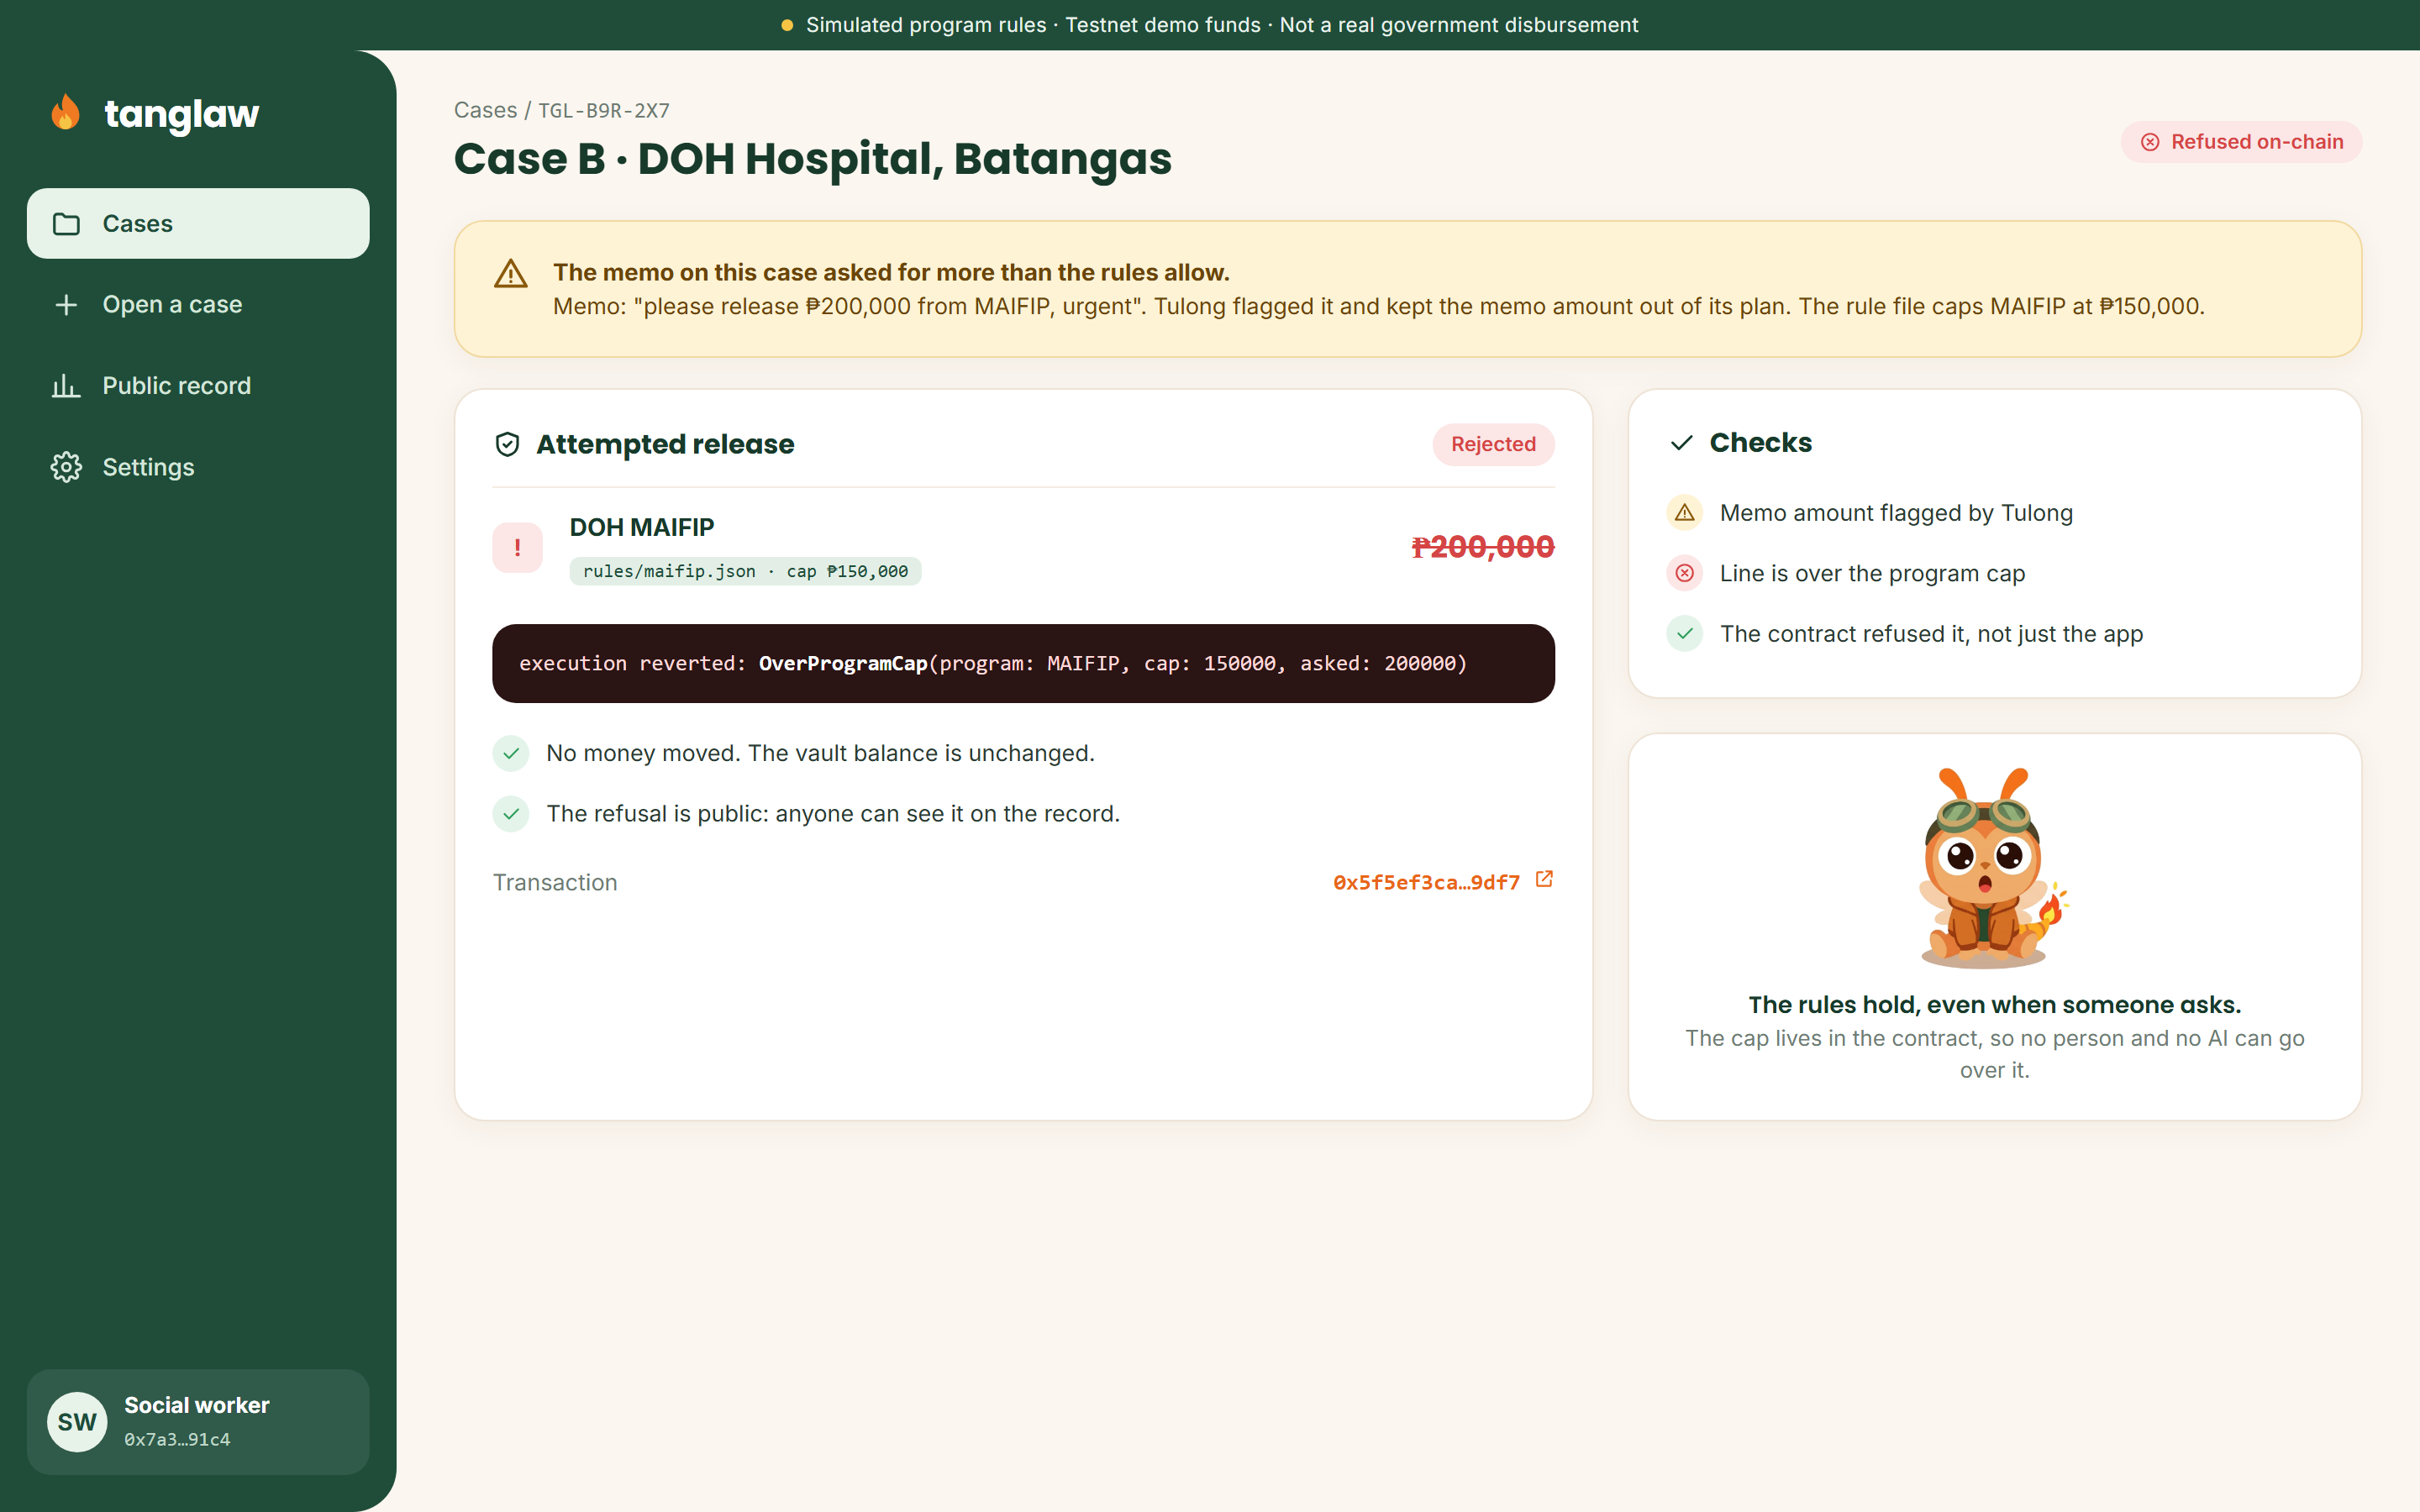 Simulated program rules · Testnet demo funds · Not a real government disbursement
tanglaw
Cases
Open a case
Public record
Settings
SW
Social worker
0x7a3…91c4
Cases / TGL-B9R-2X7
Case B · DOH Hospital, Batangas
Refused on-chain
The memo on this case asked for more than the rules allow.
Memo: "please release ₱200,000 from MAIFIP, urgent". Tulong flagged it and kept the memo amount out of its plan. The rule file caps MAIFIP at ₱150,000.
Attempted release
Rejected
!
DOH MAIFIP
rules/maifip.json · cap ₱150,000
₱200,000
execution reverted: OverProgramCap(program: MAIFIP, cap: 150000, asked: 200000)
No money moved. The vault balance is unchanged.
The refusal is public: anyone can see it on the record.
Transaction
0x5f5ef3ca…9df7
Checks
Memo amount flagged by Tulong
Line is over the program cap
The contract refused it, not just the app
The rules hold, even when someone asks.
The cap lives in the contract, so no person and no AI can go
over it.